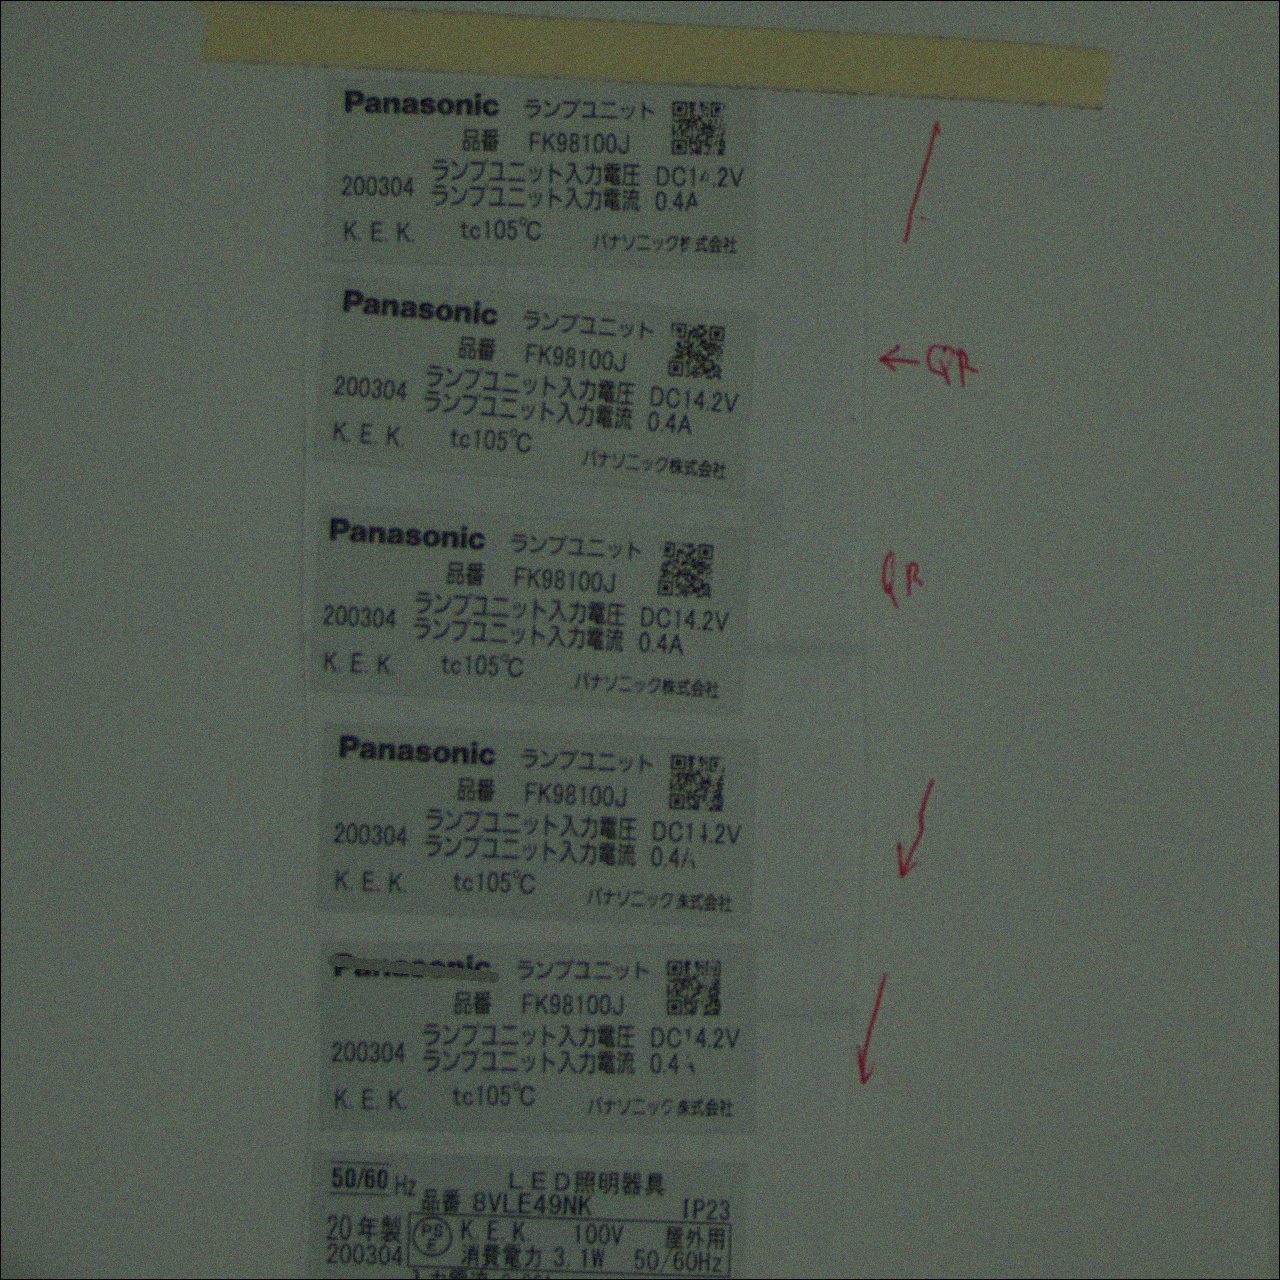 Panasonic ランプユニット
品番 FK98100J
200304 ランプユニット入力電圧 DC14.2V
ランプユニット入力電流 0.4A
K. E. K. tc105℃ パナソニック株式会社
Panasonic ランプユニット
品番 FK98100J
200304 ランプユニット入力電圧 DC14.2V
ランプユニット入力電流 0.4A
K. E. K. tc105℃ パナソニック株式会社
←QR
Panasonic ランプユニット
品番 FK98100J
200304 ランプユニット入力電圧 DC14.2V
ランプユニット入力電流 0.4A
K. E. K. tc105℃ パナソニック株式会社
QR
Panasonic ランプユニット
品番 FK98100J
200304 ランプユニット入力電圧 DC14.2V
ランプユニット入力電流 0.4A
K. E. K. tc105℃ パナソニック株式会社
ランプユニット
品番 FK98100J
200304 ランプユニット入力電圧 DC14.2V
ランプユニット入力電流
K. E. K. tc105℃ パナソニック株式会社
50/60 Hz LED照明器具
品番 8VLE49NK IP23
20年製 PSE K. E. K. 100V 屋外用
200304 消費電力 3.1W 50/60Hz